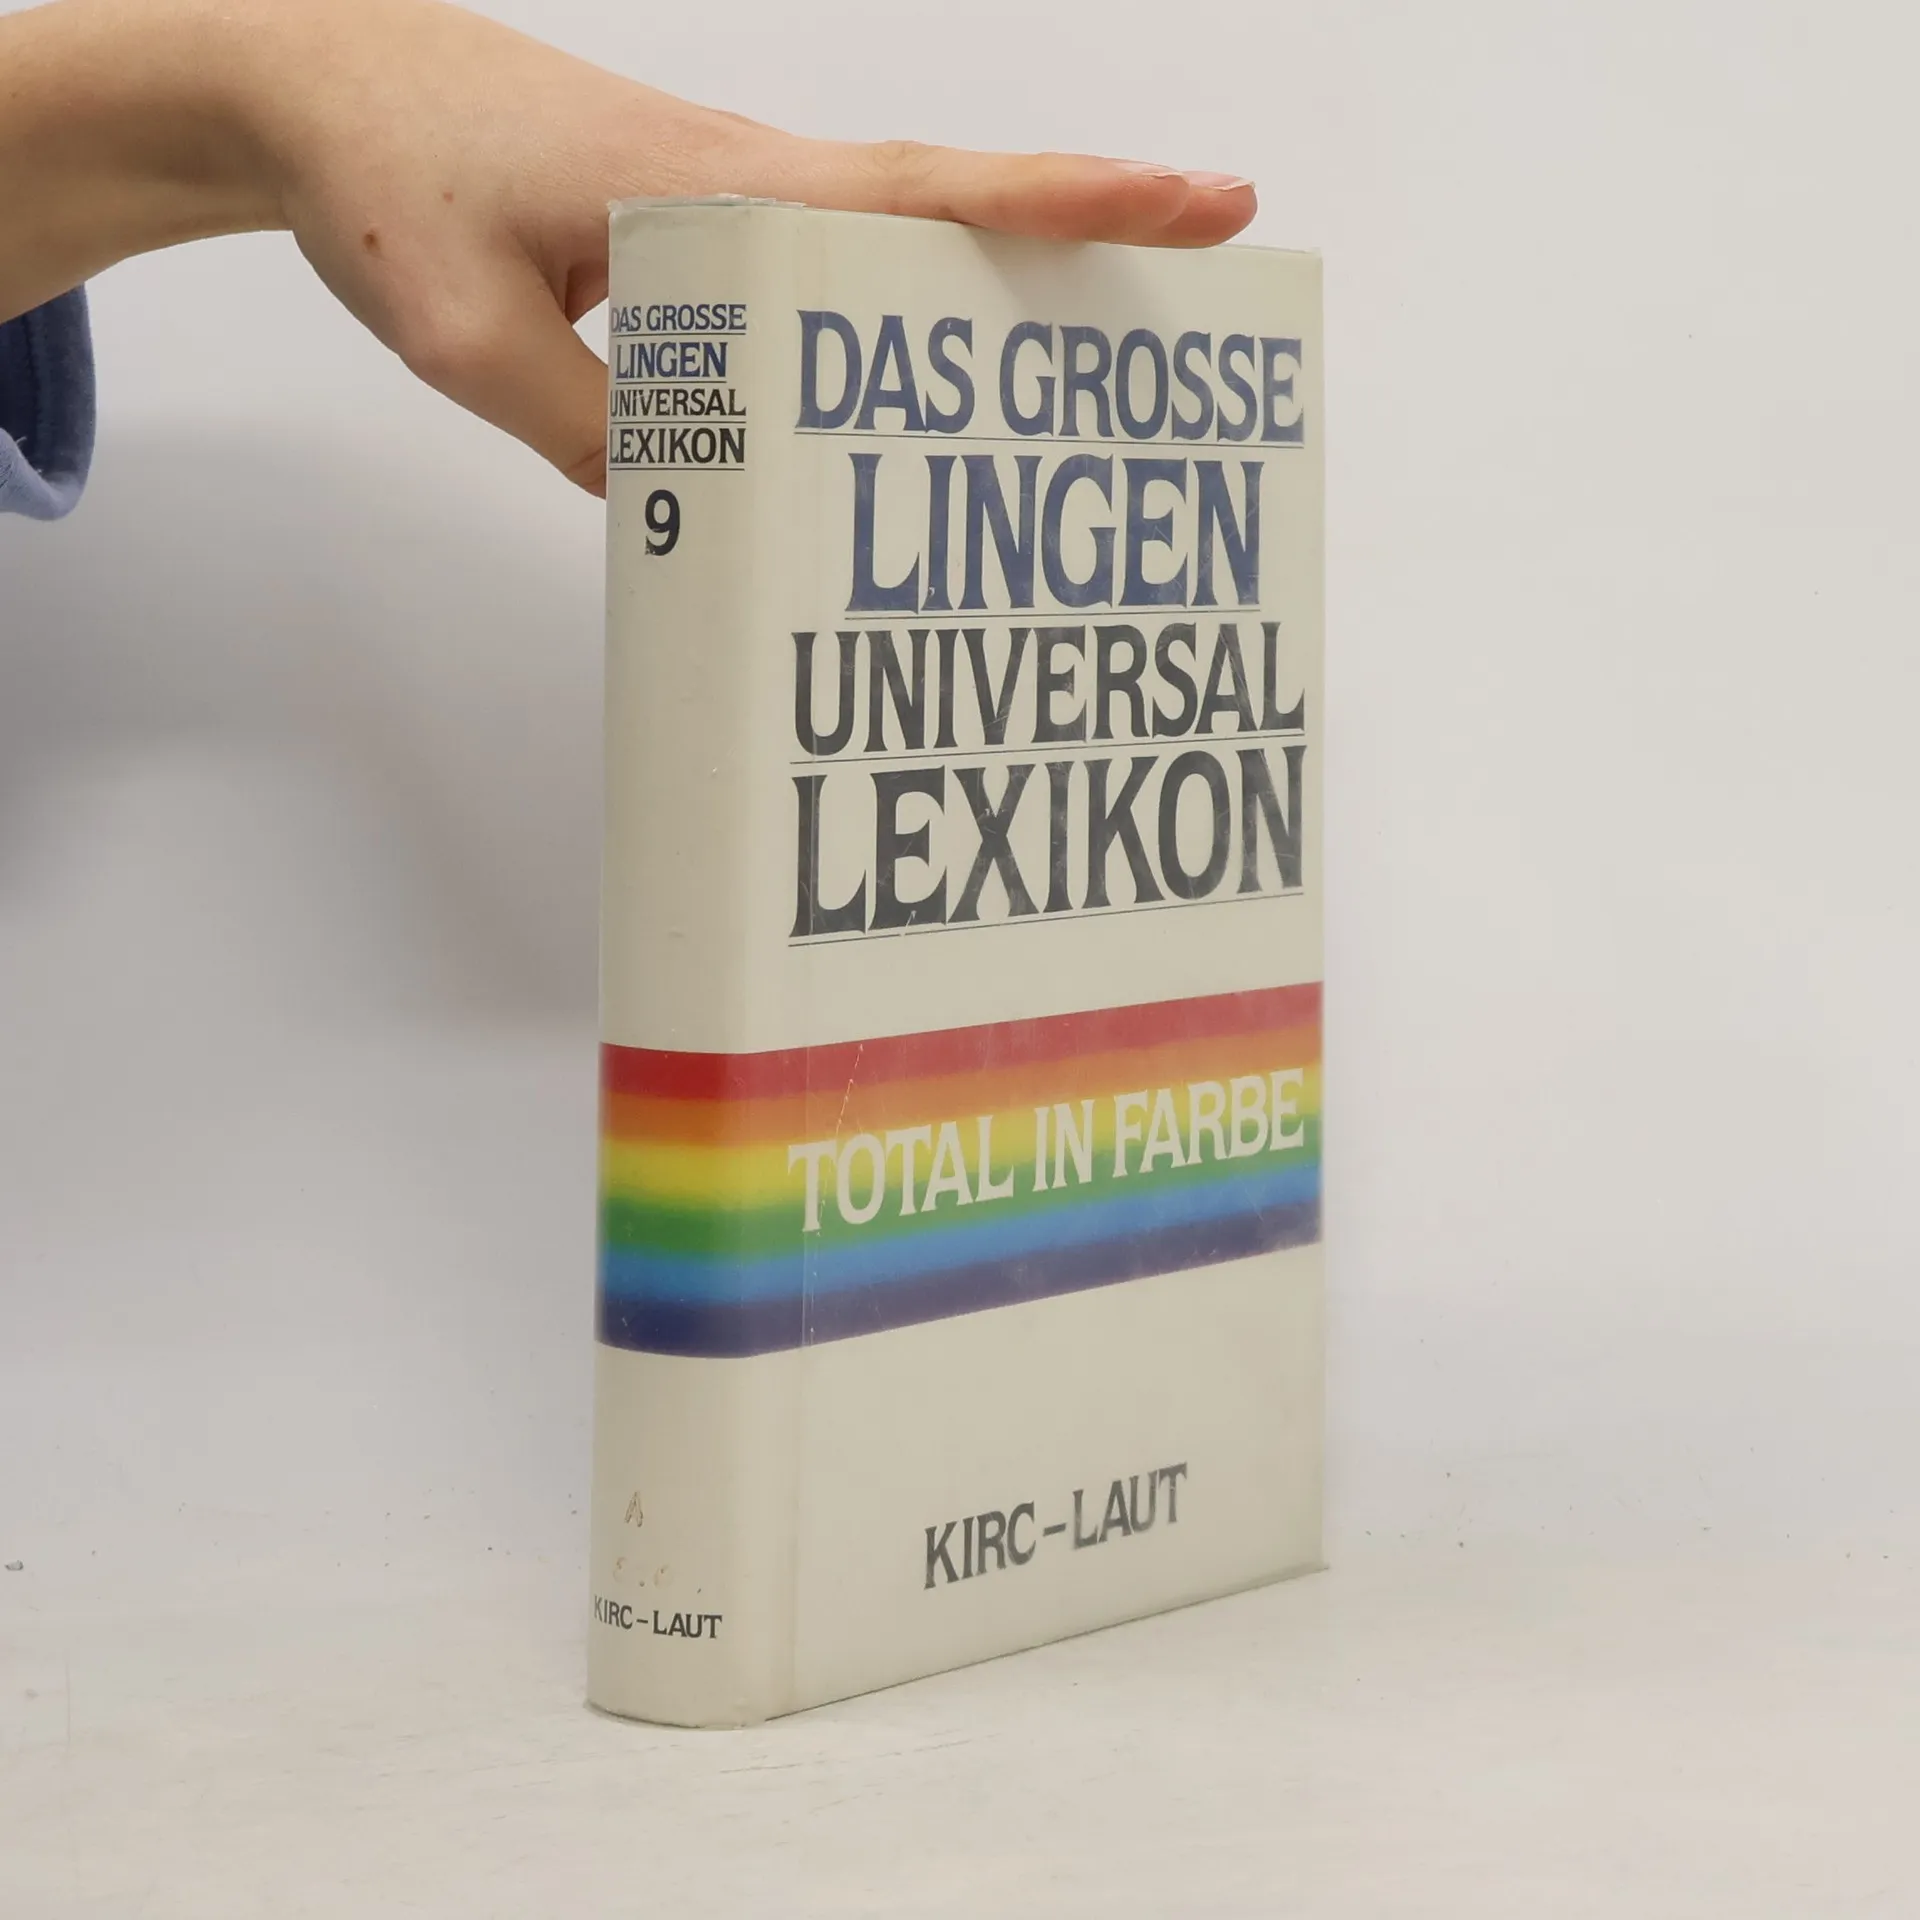 DAS GROSSE
LINGEN
UNIVERSAL
LEXIKON
9
KIRC–LAUT
DAS GROSSE
LINGEN
UNIVERSAL
LEXIKON
TOTAL IN FARBE
KIRC–LAUT